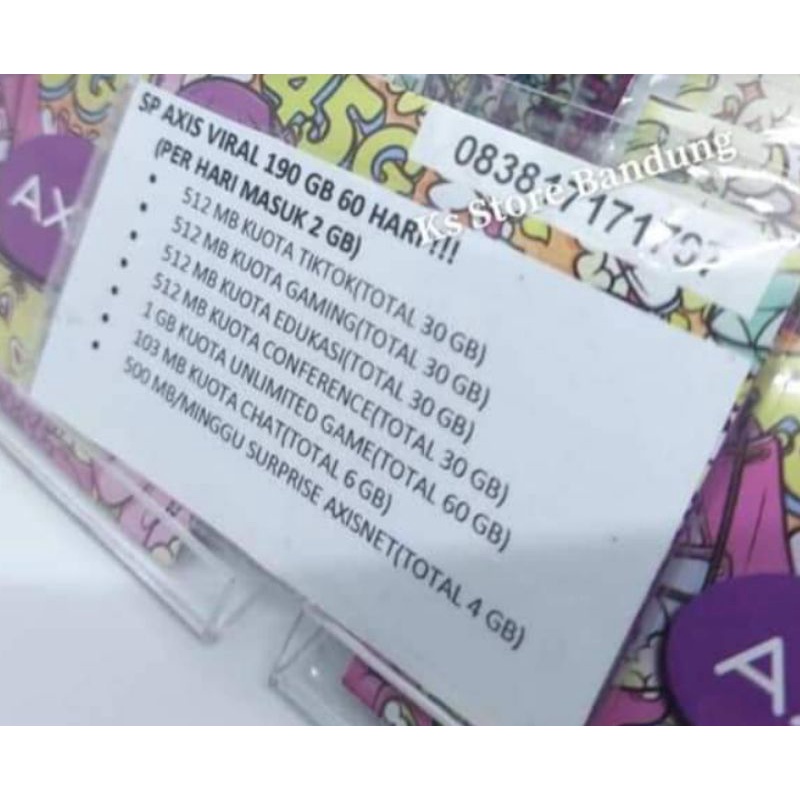 45G
AX
SP AXIS VIRAL 190 GB 60 HARI !!!!
(PER HARI MASUK 2 GB)
• 512 MB KUOTA TIKTOK(TOTAL 30 GB)
• 512 MB KUOTA GAMING(TOTAL 30 GB)
• 512 MB KUOTA EDUKASI(TOTAL 30 GB)
• 512 MB KUOTA CONFERENCE(TOTAL 30 GB)
• 1 GB KUOTA UNLIMITED GAME(TOTAL 60 GB)
• 103 MB KUOTA CHAT(TOTAL 6 GB)
• 500 MB/MINGGU SURPRISE AXISNET(TOTAL 4 GB)
Ks Store Bandung
A